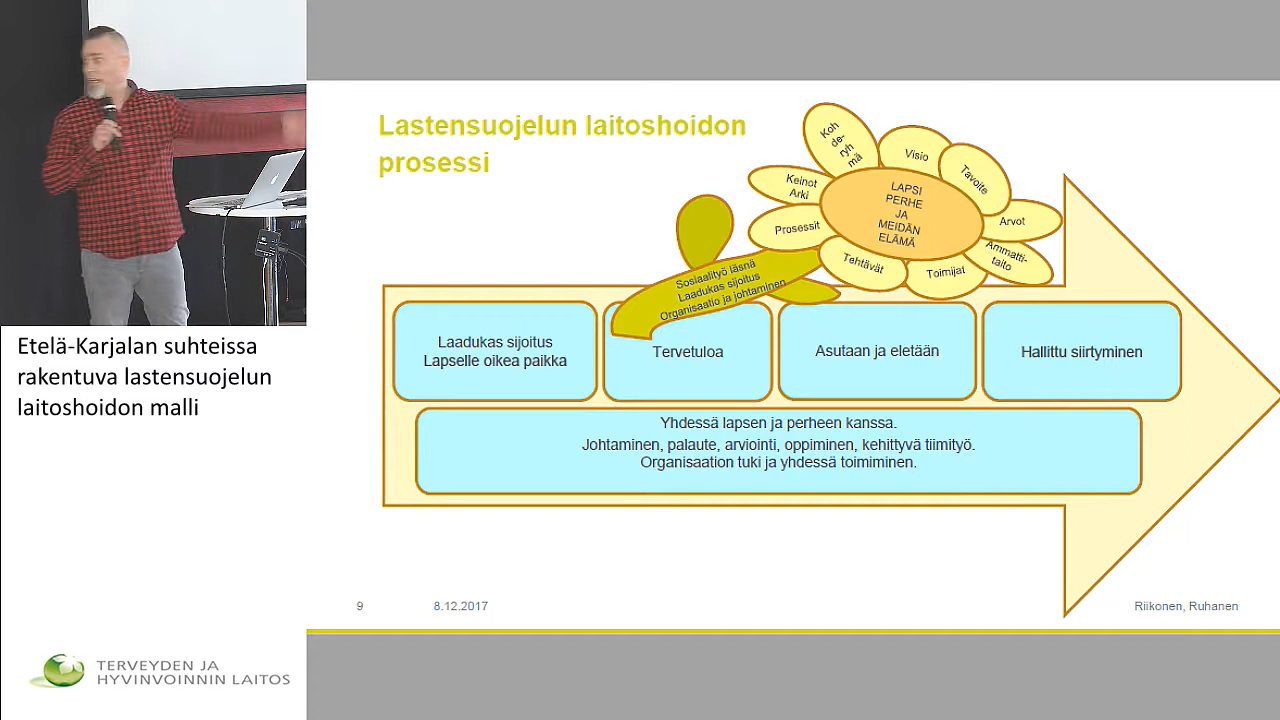 Lastensuojelun laitoshoidon
prosessi
Koh
de-
ryh
mä
Visio
Tavoite
Keinot
Arki
Arvot
Prosessit
LAPSI
PERHE
JA
MEIDÄN
ELÄMÄ
Ammatti-
taito
Tehtävät
Toimijat
Sosiaalityö läsnä
Laadukas sijoitus
Organisaatio ja johtaminen
Laadukas sijoitus
Lapselle oikea paikka
Tervetuloa
Asutaan ja eletään
Hallittu siirtyminen
Yhdessä lapsen ja perheen kanssa.
Johtaminen, palaute, arviointi, oppiminen, kehittyvä tiimityö.
Organisaation tuki ja yhdessä toimiminen.
9
8.12.2017
Riikonen, Ruhanen
Etelä-Karjalan suhteissa
rakentuva lastensuojelun
laitoshoidon malli
TERVEYDEN JA
HYVINVOINNIN LAITOS